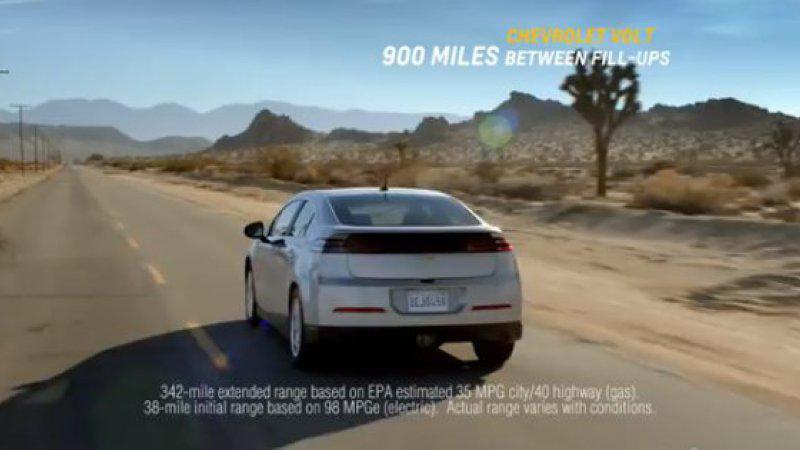 CHEVROLET VOLT
900 MILES BETWEEN FILL-UPS
342-mile extended range based on EPA estimated 35 MPG city/40 highway (gas).
38-mile initial range based on 98 MPGe (electric). Actual range varies with conditions.